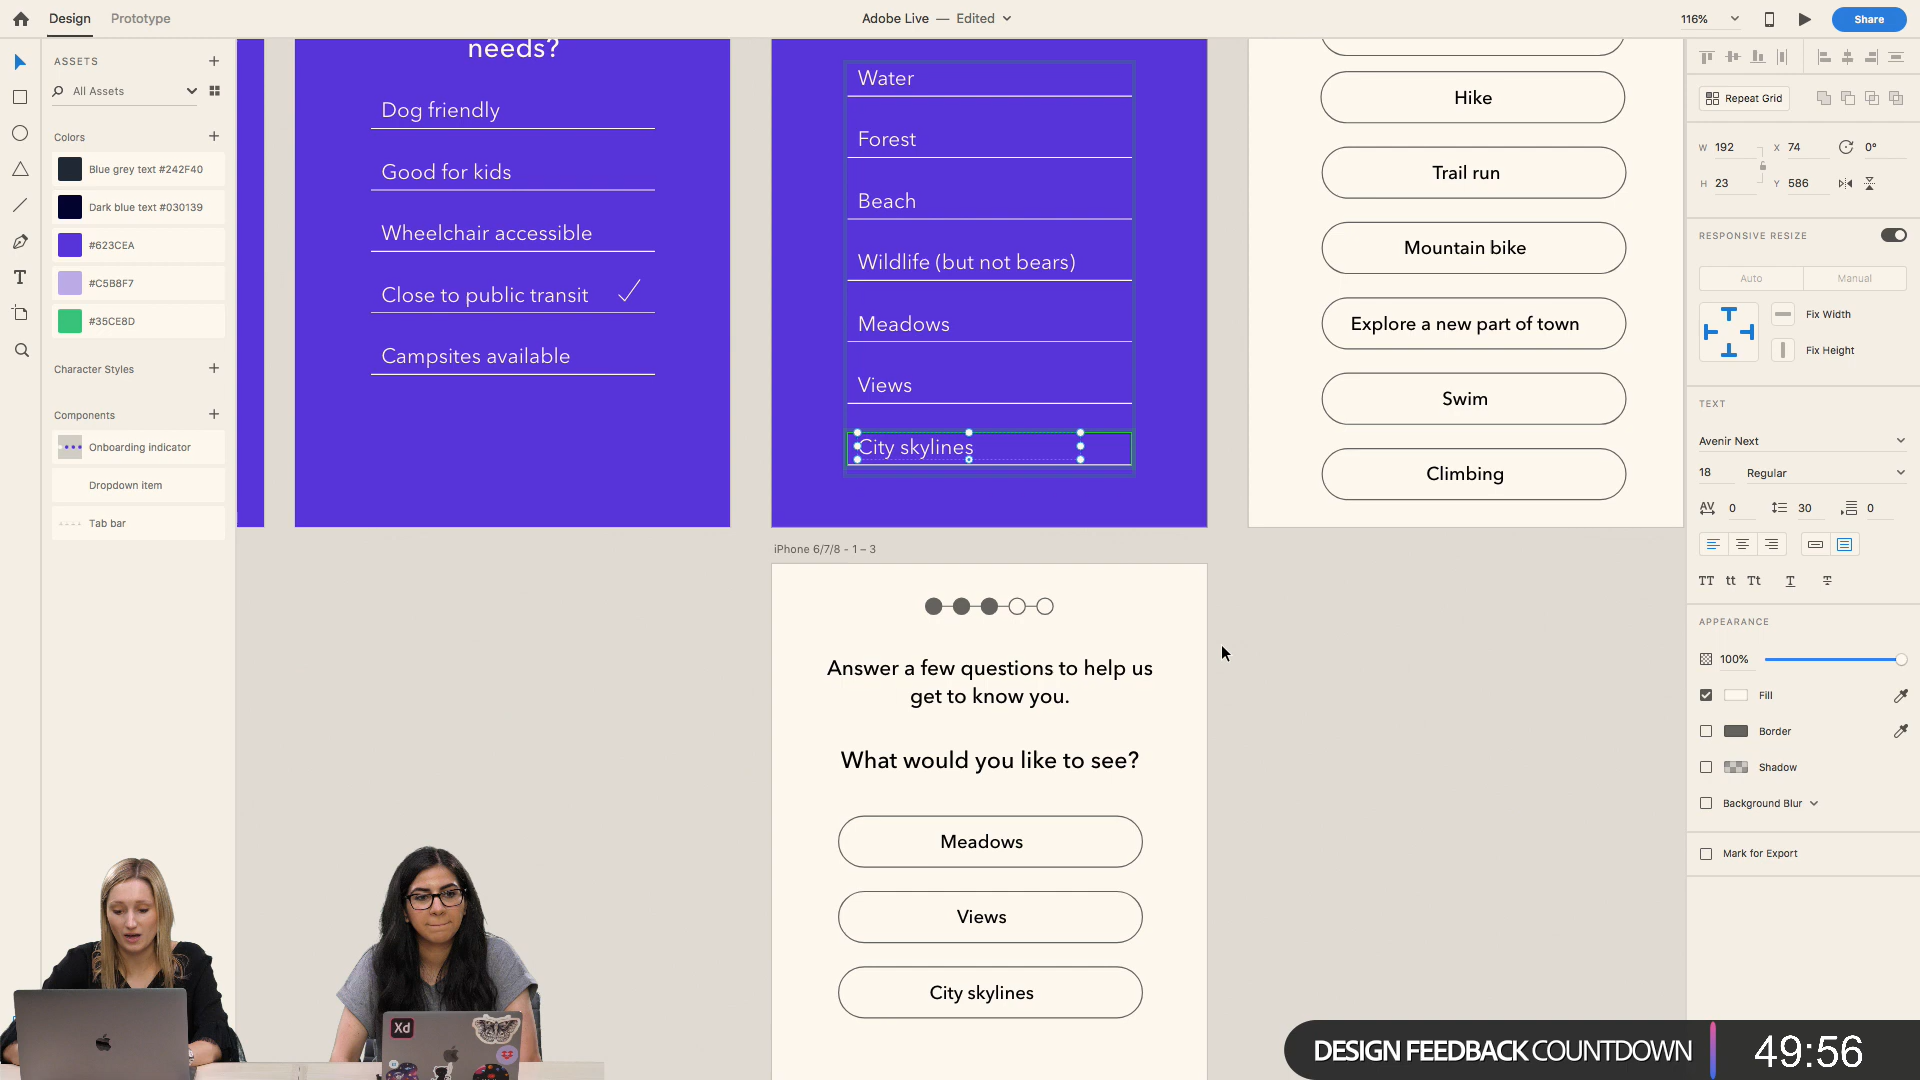 Design
Prototype
Adobe Live — Edited
116%
Share
ASSETS
All Assets
Colors
Blue grey text #242F40
Dark blue text #030139
#623CEA
#C5B8F7
#35CE8D
Character Styles
Components
Onboarding indicator
Dropdown item
Tab bar
needs?
Dog friendly
Good for kids
Wheelchair accessible
Close to public transit
Campsites available
Water
Forest
Beach
Wildlife (but not bears)
Meadows
Views
City skylines
Hike
Trail run
Mountain bike
Explore a new part of town
Swim
Climbing
iPhone 6/7/8 - 1 – 3
Answer a few questions to help us
get to know you.
What would you like to see?
Meadows
Views
City skylines
Repeat Grid
W 192 X 74 0°
H 23 Y 586
RESPONSIVE RESIZE
Auto Manual
Fix Width
Fix Height
TEXT
Avenir Next
18 Regular
AV 0 30 0
TT tt Tt T T
APPEARANCE
100%
Fill
Border
Shadow
Background Blur
Mark for Export
Xd
DESIGN FEEDBACK COUNTDOWN
49:56